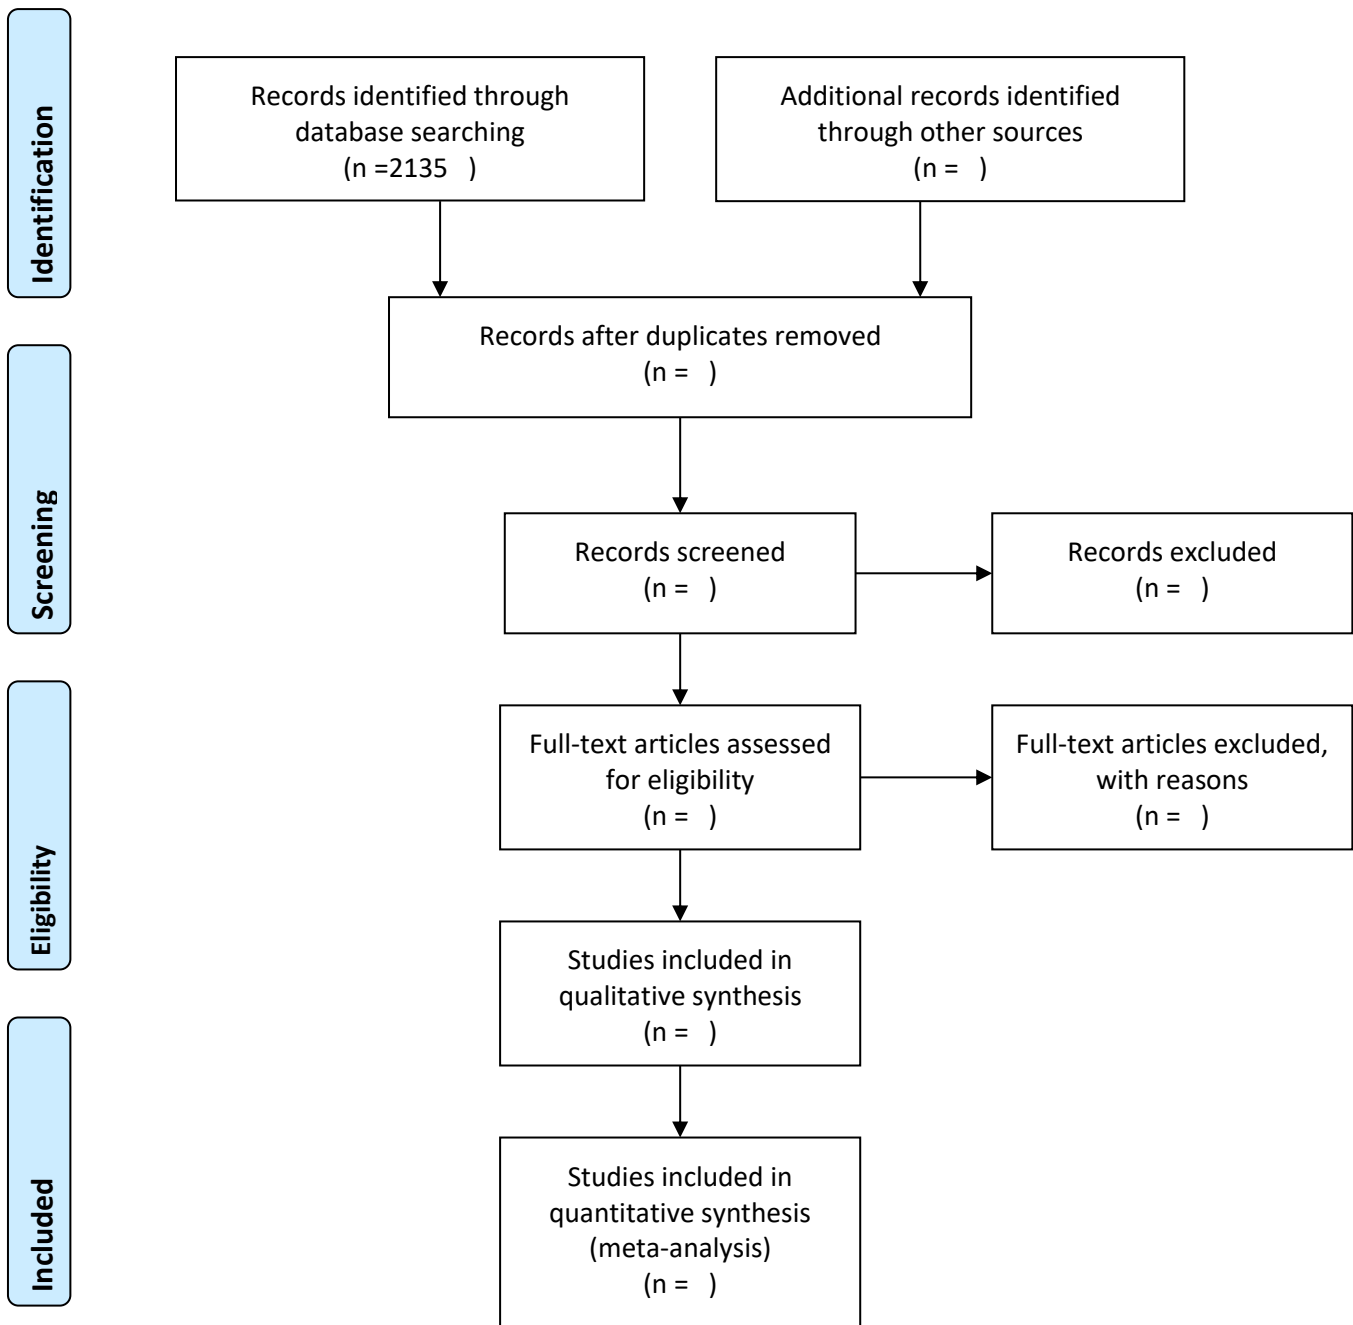 Identification
Records identified through
database searching
(n =2135   )
Additional records identified
through other sources
(n =   )
Records after duplicates removed
(n =   )
Screening
Records screened
(n =   )
Records excluded
(n =   )
Eligibility
Full-text articles assessed
for eligibility
(n =   )
Full-text articles excluded,
with reasons
(n =   )
Studies included in
qualitative synthesis
(n =   )
Included
Studies included in
quantitative synthesis
(meta-analysis)
(n =   )